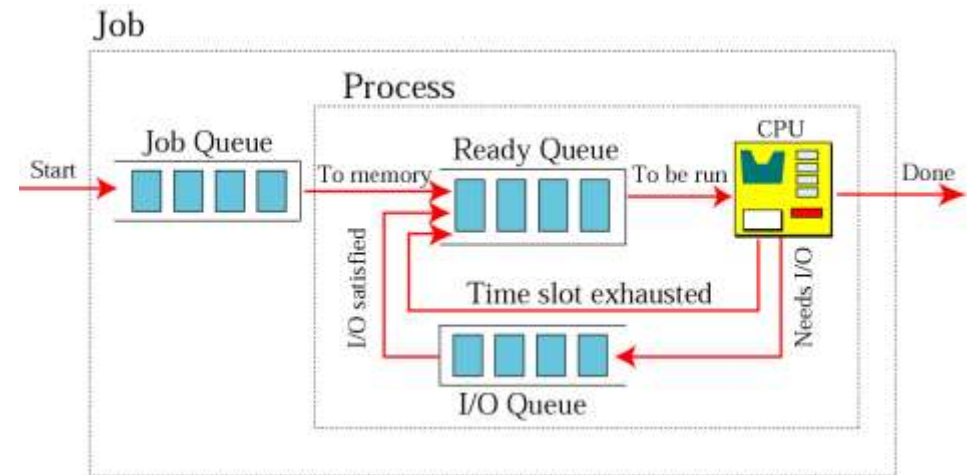 Job
Process
Job Queue
Ready Queue
CPU
Start
To memory
To be run
Done
I/O satisfied
Time slot exhausted
Needs I/O
I/O Queue